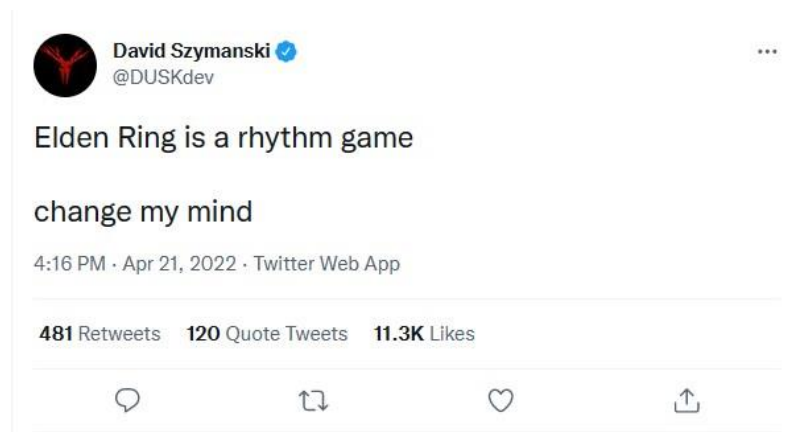 David Szymanski
@DUSKdev
Elden Ring is a rhythm game
change my mind
4:16 PM · Apr 21, 2022 · Twitter Web App
481 Retweets 120 Quote Tweets 11.3K Likes